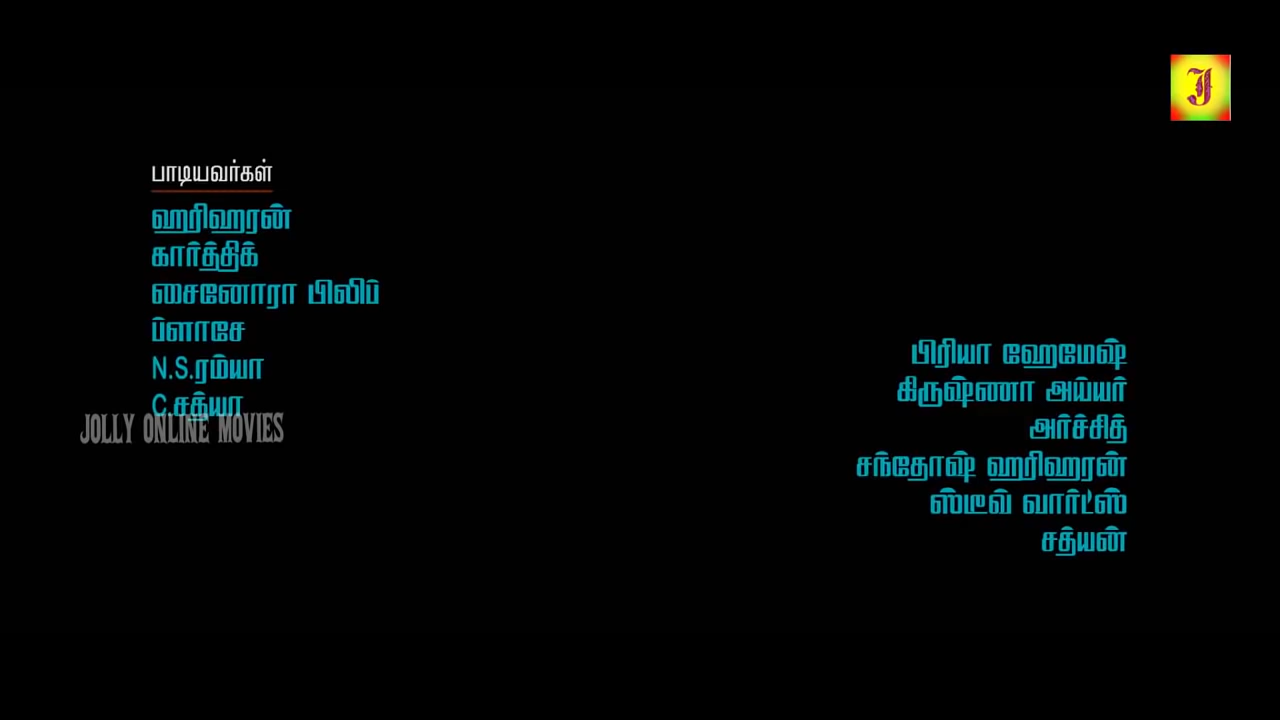 J
பாடியவர்கள்
ஹரிஹரன்
கார்த்திக்
சைனோரா பிலிப்
ப்ளாசே
N.S.ரம்யா
C.சத்யா
JOLLY ONLINE MOVIES
பிரியா ஹேமேஷ்
கிருஷ்ணா அய்யர்
அர்ச்சித்
சந்தோஷ் ஹரிஹரன்
ஸ்டீவ் வார்ட்ஸ்
சத்யன்